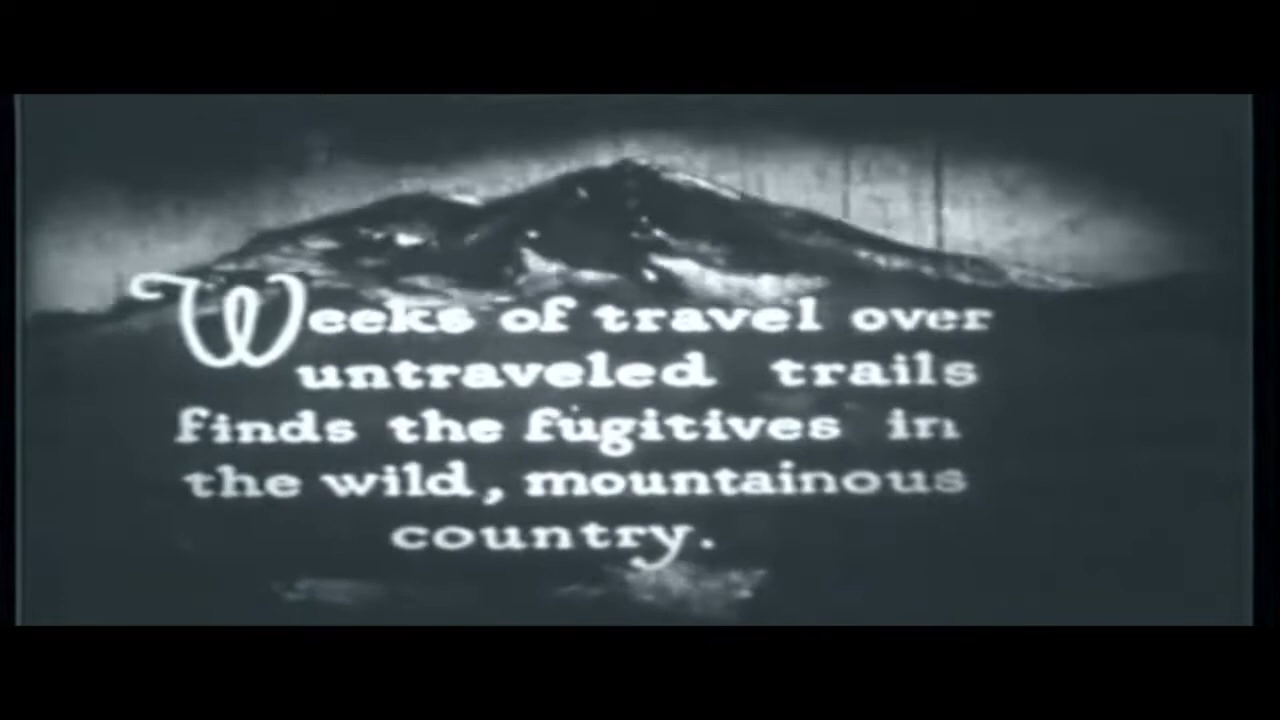 Weeks of travel over
untraveled trails
finds the fugitives in
the wild, mountainous
country.